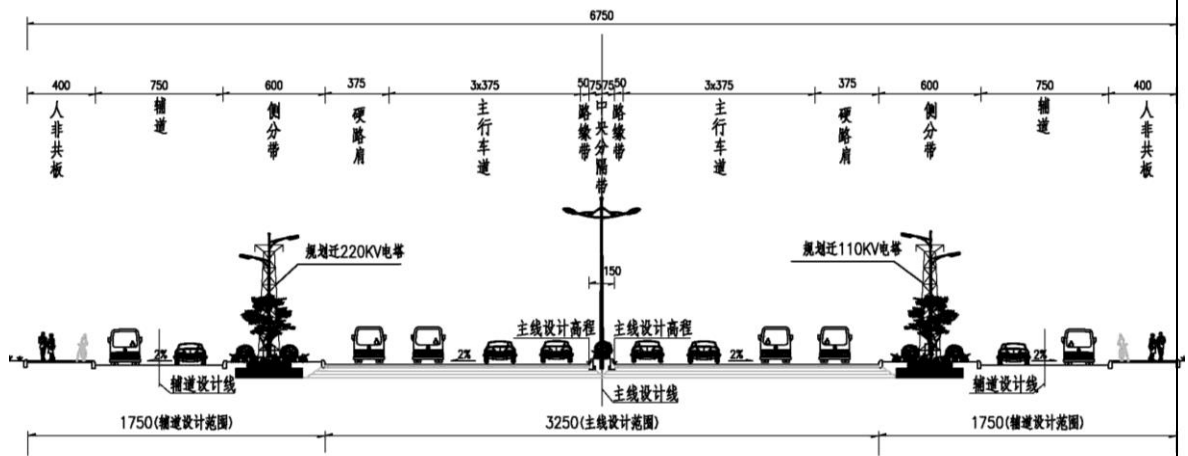 6750
400 750 600 375 3x375 50 75 75 50 3x375 375 600 750 400
人非共板
辅道
侧分带
硬路肩
主行车道
路缘带
中央分隔带
路缘带
主行车道
硬路肩
侧分带
辅道
人非共板
规划迁220KV电塔
规划迁110KV电塔
150
主线设计高程 主线设计高程
2% 2% 2% 2%
辅道设计线 主线设计线 辅道设计线
1750(辅道设计范围) 3250(主线设计范围) 1750(辅道设计范围)